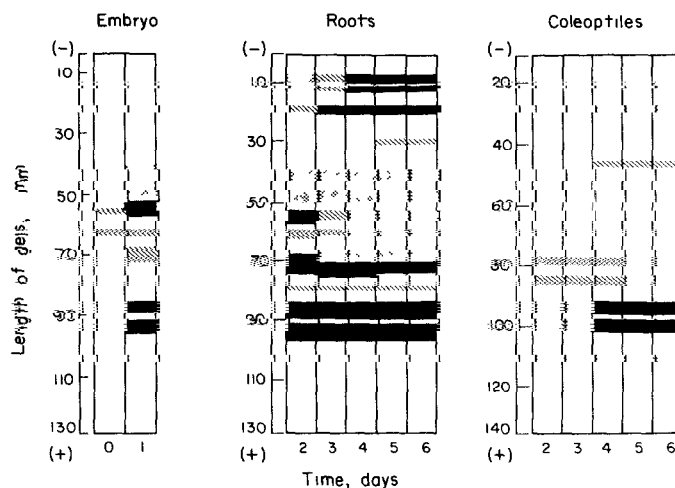 Embryo Roots Coleoptiles
(-) (-) (-)
10 10 20
30 30 40
50 50 60
70 70 80
90 90 100
110 110 120
130 130 140
(+) (+) (+)
0 1 2 3 4 5 6 2 3 4 5 6
Length of gels, mm
Time, days